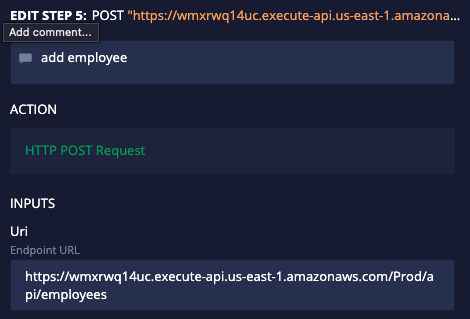 EDIT STEP 5: POST "https://wmxrwq14uc.execute-api.us-east-1.amazona...
Add comment...
add employee
ACTION
HTTP POST Request
INPUTS
Uri
Endpoint URL
https://wmxrwq14uc.execute-api.us-east-1.amazonaws.com/Prod/a
pi/employees